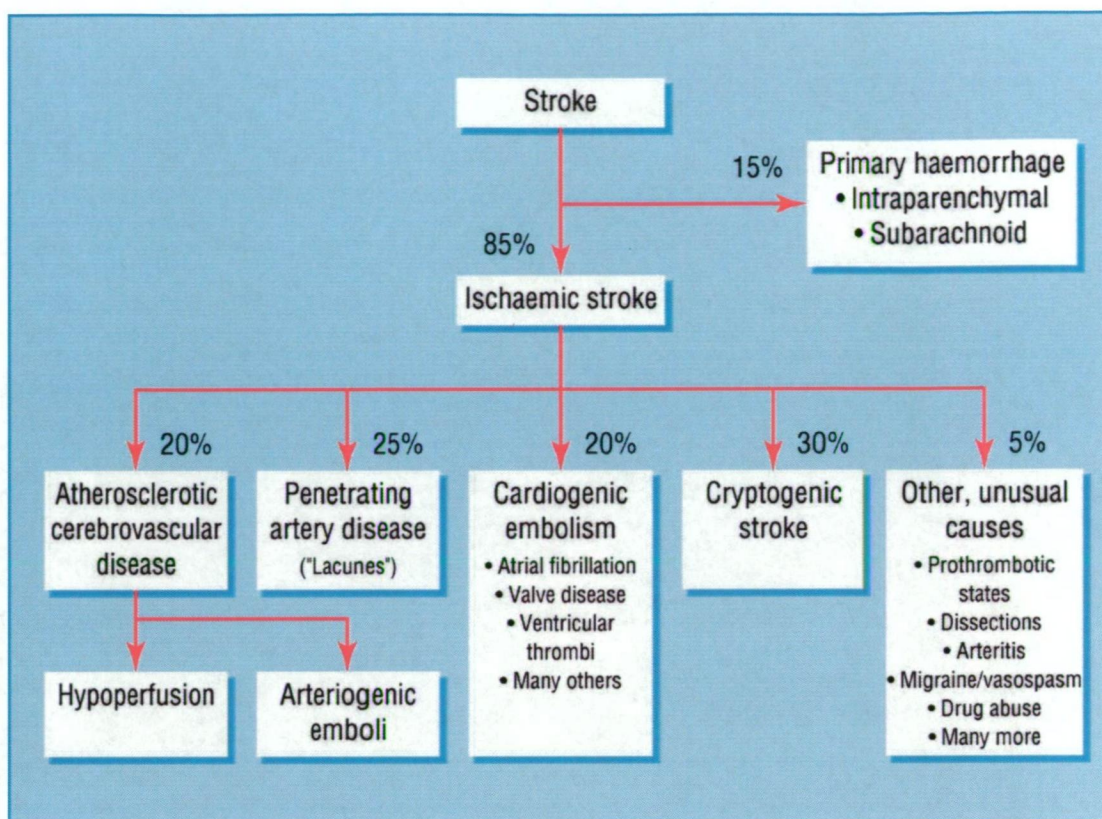 Stroke
15%
Primary haemorrhage
• Intraparenchymal
• Subarachnoid
85%
Ischaemic stroke
20%
Atherosclerotic
cerebrovascular
disease
25%
Penetrating
artery disease
("Lacunes")
20%
Cardiogenic
embolism
• Atrial fibrillation
• Valve disease
• Ventricular
thrombi
• Many others
30%
Cryptogenic
stroke
5%
Other, unusual
causes
• Prothrombotic
states
• Dissections
• Arteritis
• Migraine/vasospasm
• Drug abuse
• Many more
Hypoperfusion
Arteriogenic
emboli